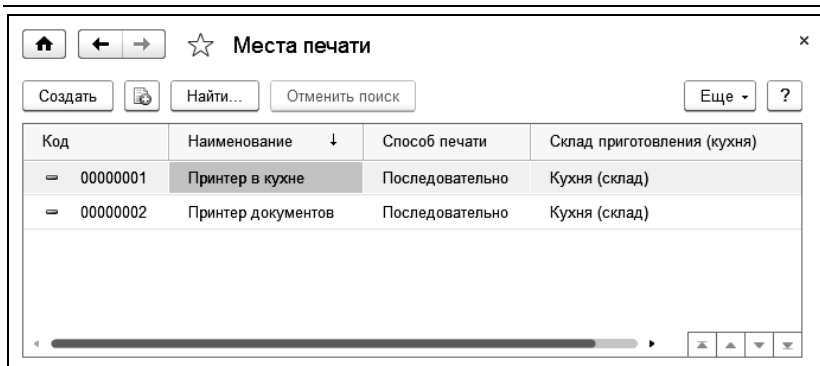 Места печати
Создать Найти... Отменить поиск Еще ?
Код Наименование ↓ Способ печати Склад приготовления (кухня)
00000001 Принтер в кухне Последовательно Кухня (склад)
00000002 Принтер документов Последовательно Кухня (склад)